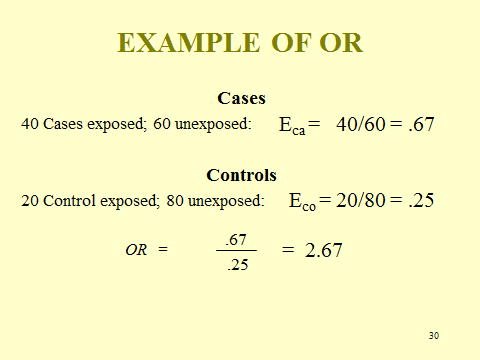 EXAMPLE OF OR
Cases
40 Cases exposed; 60 unexposed: Eca = 40/60 = .67
Controls
20 Control exposed; 80 unexposed: Eco = 20/80 = .25
.67
OR = = 2.67
.25
30